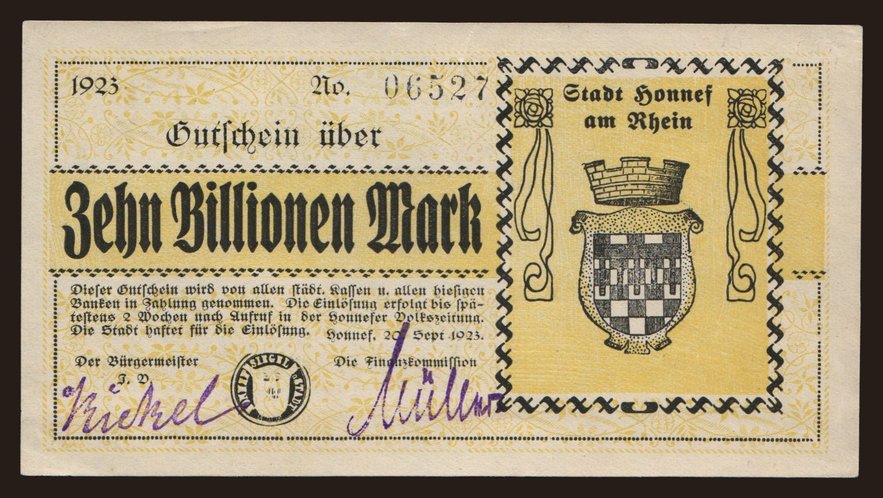 1923 No. 06527
Gutschein über
Zehn Billionen Mark
Dieser Gutschein wird von allen städt. Kassen u. allen hiesigen
Banken in Zahlung genommen. Die Einlösung erfolgt bis spä-
testens 2 Wochen nach Aufruf in der Honnefer Volkszeitung.
Die Stadt haftet für die Einlösung. Honnef, 20. Sept 1923.
Der Bürgermeister Die Finanzkommission
J. V.
Müller
Stadt Honnef
am Rhein